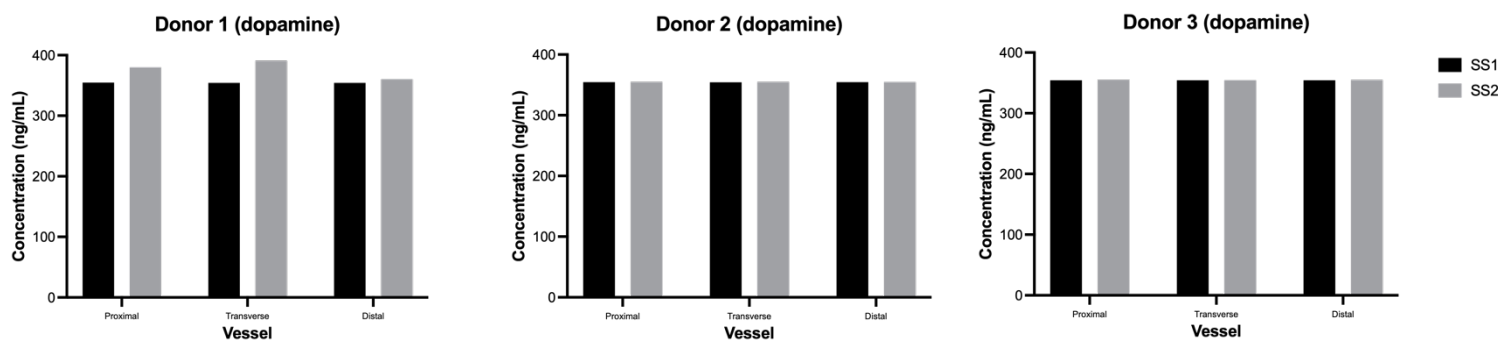 Donor 1 (dopamine)
Concentration (ng/mL)
400
300
200
100
0
Proximal
Transverse
Distal
Vessel
Donor 2 (dopamine)
Concentration (ng/mL)
400
300
200
100
0
Proximal
Transverse
Distal
Vessel
Donor 3 (dopamine)
Concentration (ng/mL)
400
300
200
100
0
Proximal
Transverse
Distal
Vessel
SS1
SS2